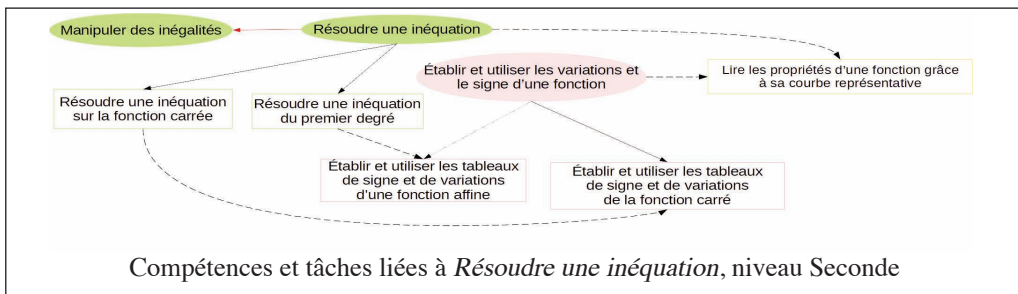 Manipuler des inégalités
Résoudre une inéquation
Établir et utiliser les variations et
le signe d'une fonction
Lire les propriétés d'une fonction grâce
à sa courbe représentative
Résoudre une inéquation
sur la fonction carrée
Résoudre une inéquation
du premier degré
Établir et utiliser les tableaux
de signe et de variations
d'une fonction affine
Établir et utiliser les tableaux
de signe et de variations
de la fonction carré
Compétences et tâches liées à Résoudre une inéquation, niveau Seconde